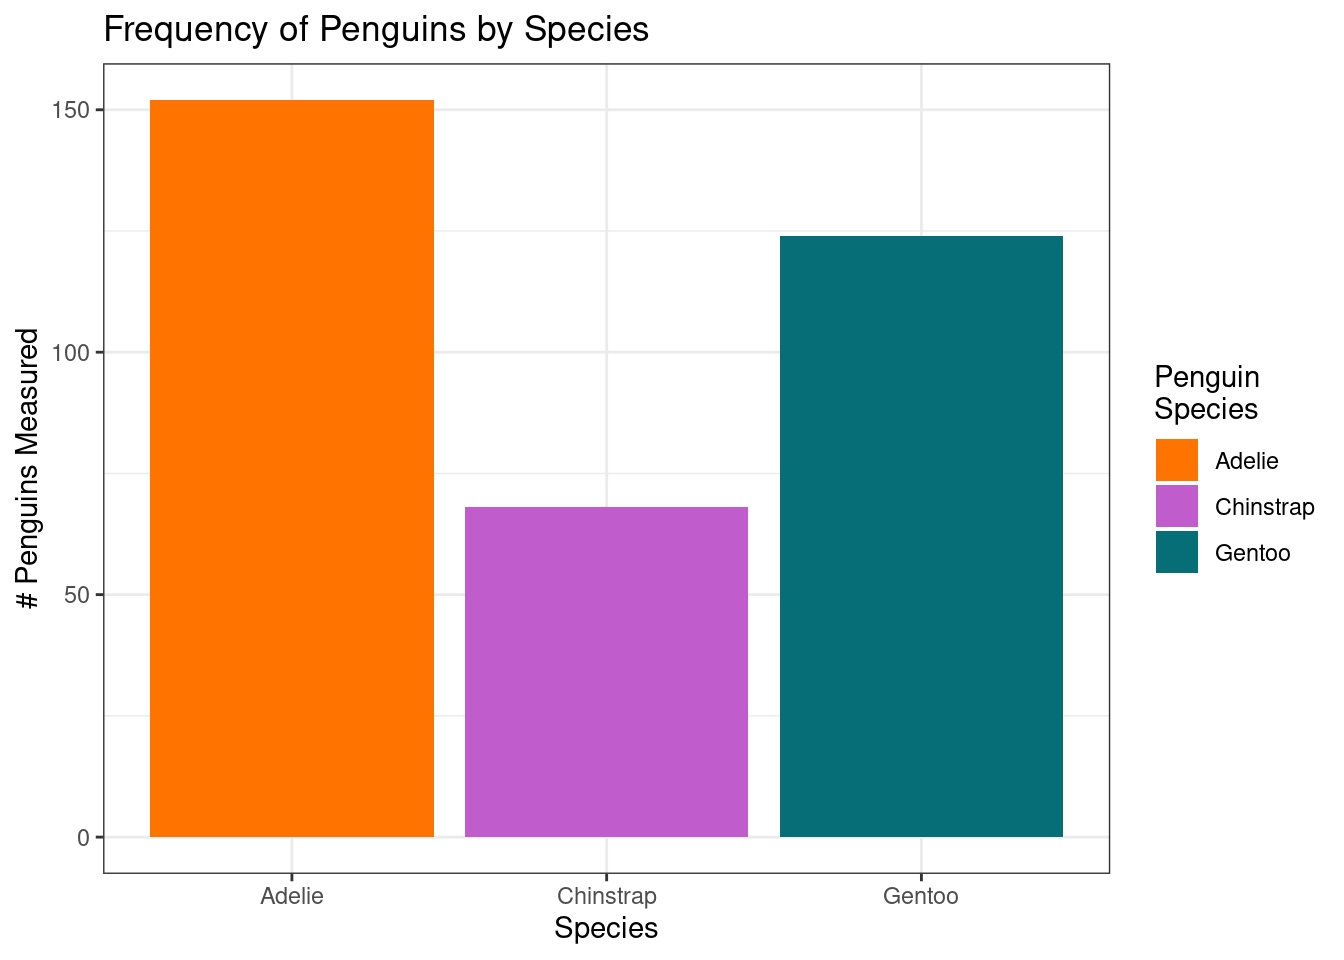 Frequency of Penguins by Species
# Penguins Measured
150
100
50
0
Adelie
Chinstrap
Gentoo
Species
Penguin
Species
Adelie
Chinstrap
Gentoo